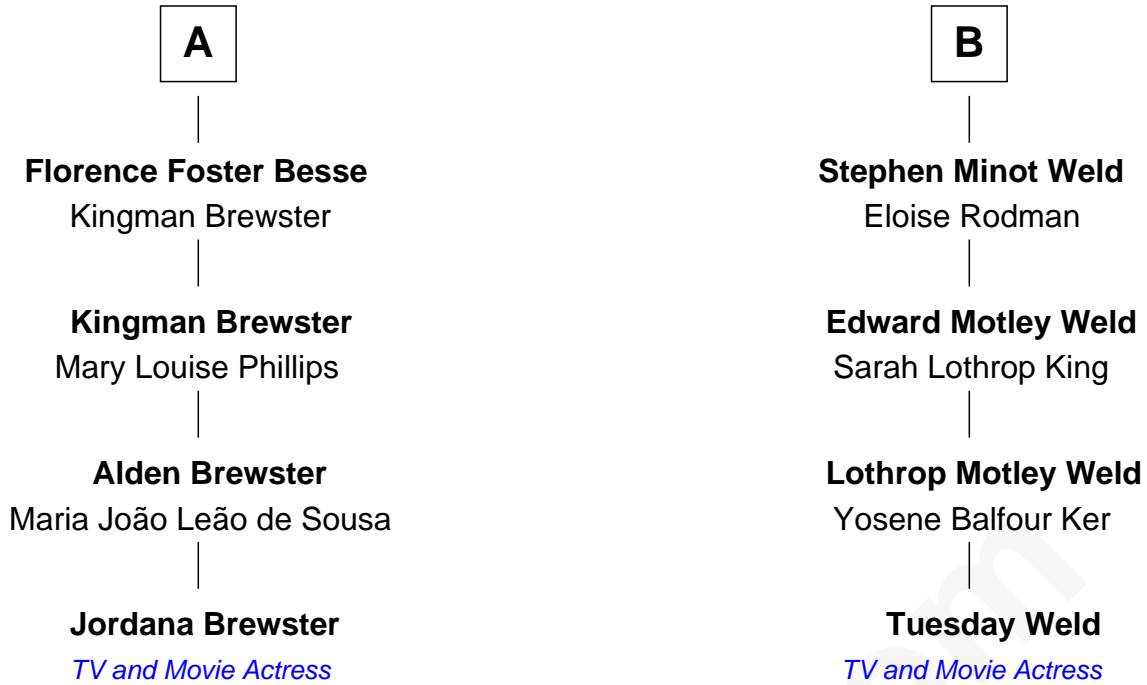 A
Florence Foster Besse
Kingman Brewster
Kingman Brewster
Mary Louise Phillips
Alden Brewster
Maria João Leão de Sousa
Jordana Brewster
TV and Movie Actress
B
Stephen Minot Weld
Eloise Rodman
Edward Motley Weld
Sarah Lothrop King
Lothrop Motley Weld
Yosene Balfour Ker
Tuesday Weld
TV and Movie Actress